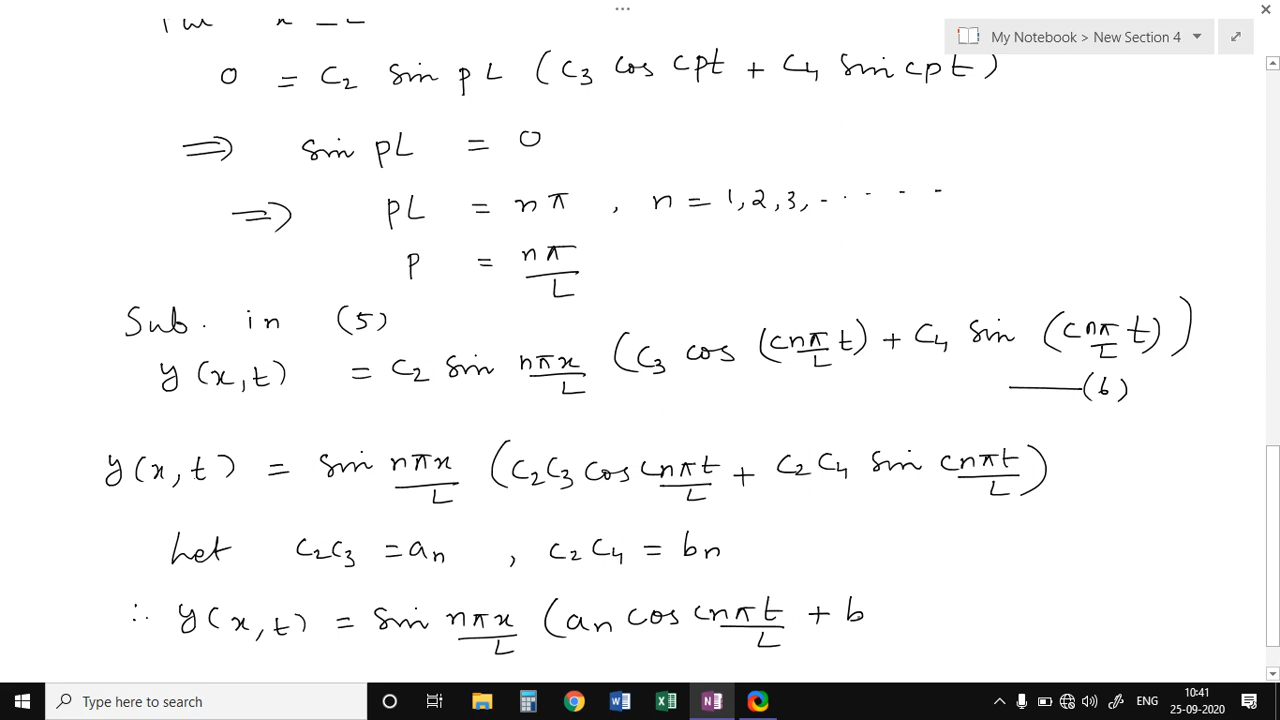 ...
My Notebook > New Section 4
0 = C₂ sin pL (C₃ cos cpt + C₄ sin cpt)
⟹ sin pL = 0
⟹ pL = nπ , n = 1,2,3,.......
p = nπ/L
Sub. in (5)
y(x,t) = C₂ sin nπx/L (C₃ cos (cnπ/L t) + C₄ sin (cnπ/L t))
——(6)
y(x,t) = sin nπx/L (C₂C₃ cos cnπt/L + C₂C₄ sin cnπt/L)
Let C₂C₃ = aₙ , C₂C₄ = bₙ
∴ y(x,t) = sin nπx/L (aₙ cos cnπt/L + b
Type here to search
ENG
10:41
25-09-2020